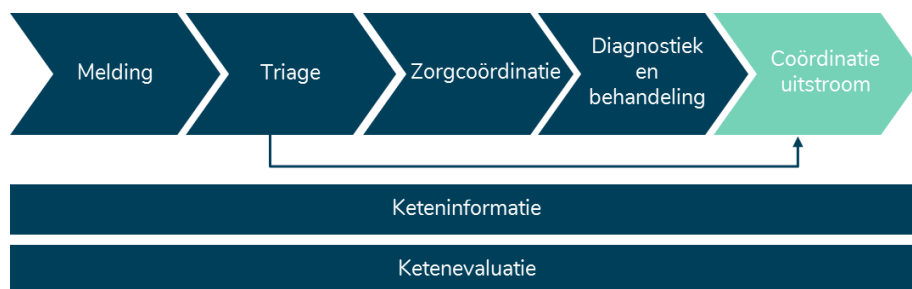 Melding
Triage
Zorgcoördinatie
Diagnostiek
en
behandeling
Coördinatie
uitstroom
Keteninformatie
Ketenevaluatie